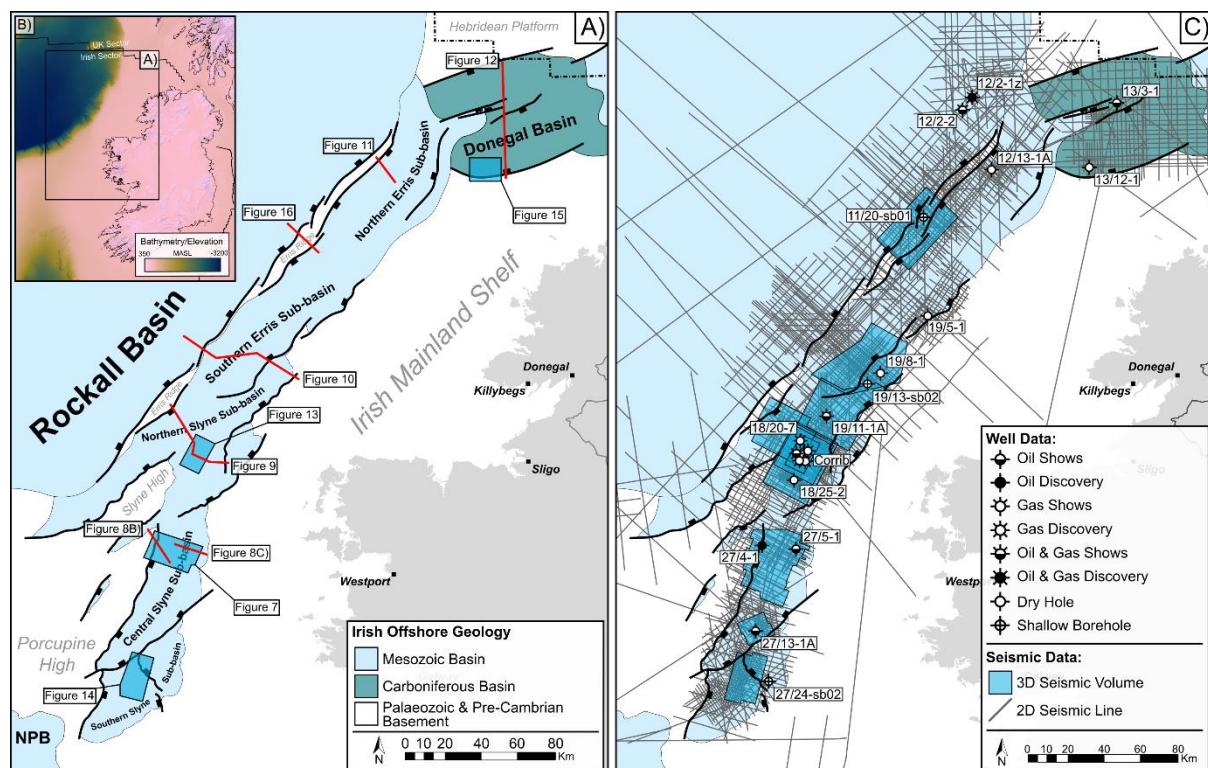 B)
UK Sector
Irish Sector
A)
Bathymetry/Elevation
350 MASL -3200
A)
Hebridean Platform
Figure 12
Donegal Basin
Figure 11
Northern Erris Sub-basin
Figure 15
Figure 16
Erris Ridge
Rockall Basin
Southern Erris Sub-basin
Irish Mainland Shelf
Figure 10
Erris Ridge
Northern Slyne Sub-basin
Figure 13
Figure 9
Slyne High
Figure 8B)
Figure 8C)
Figure 7
Central Slyne Sub-basin
Porcupine High
Figure 14
Southern Slyne
Sub-basin
NPB
Donegal
Killybegs
Sligo
Westport
Irish Offshore Geology
Mesozoic Basin
Carboniferous Basin
Palaeozoic & Pre-Cambrian
Basement
N
0 10 20 40 60 80
Km
C)
12/2-1z
12/2-2
13/3-1
12/13-1A
13/12-1
11/20-sb01
19/5-1
19/8-1
19/13-sb02
18/20-7
19/11-1A
Corrib
18/25-2
27/4-1
27/5-1
27/13-1A
27/24-sb02
Donegal
Killybegs
Sligo
Westpo
Well Data:
Oil Shows
Oil Discovery
Gas Shows
Gas Discovery
Oil & Gas Shows
Oil & Gas Discovery
Dry Hole
Shallow Borehole
Seismic Data:
3D Seismic Volume
2D Seismic Line
N
0 10 20 40 60 80
Km